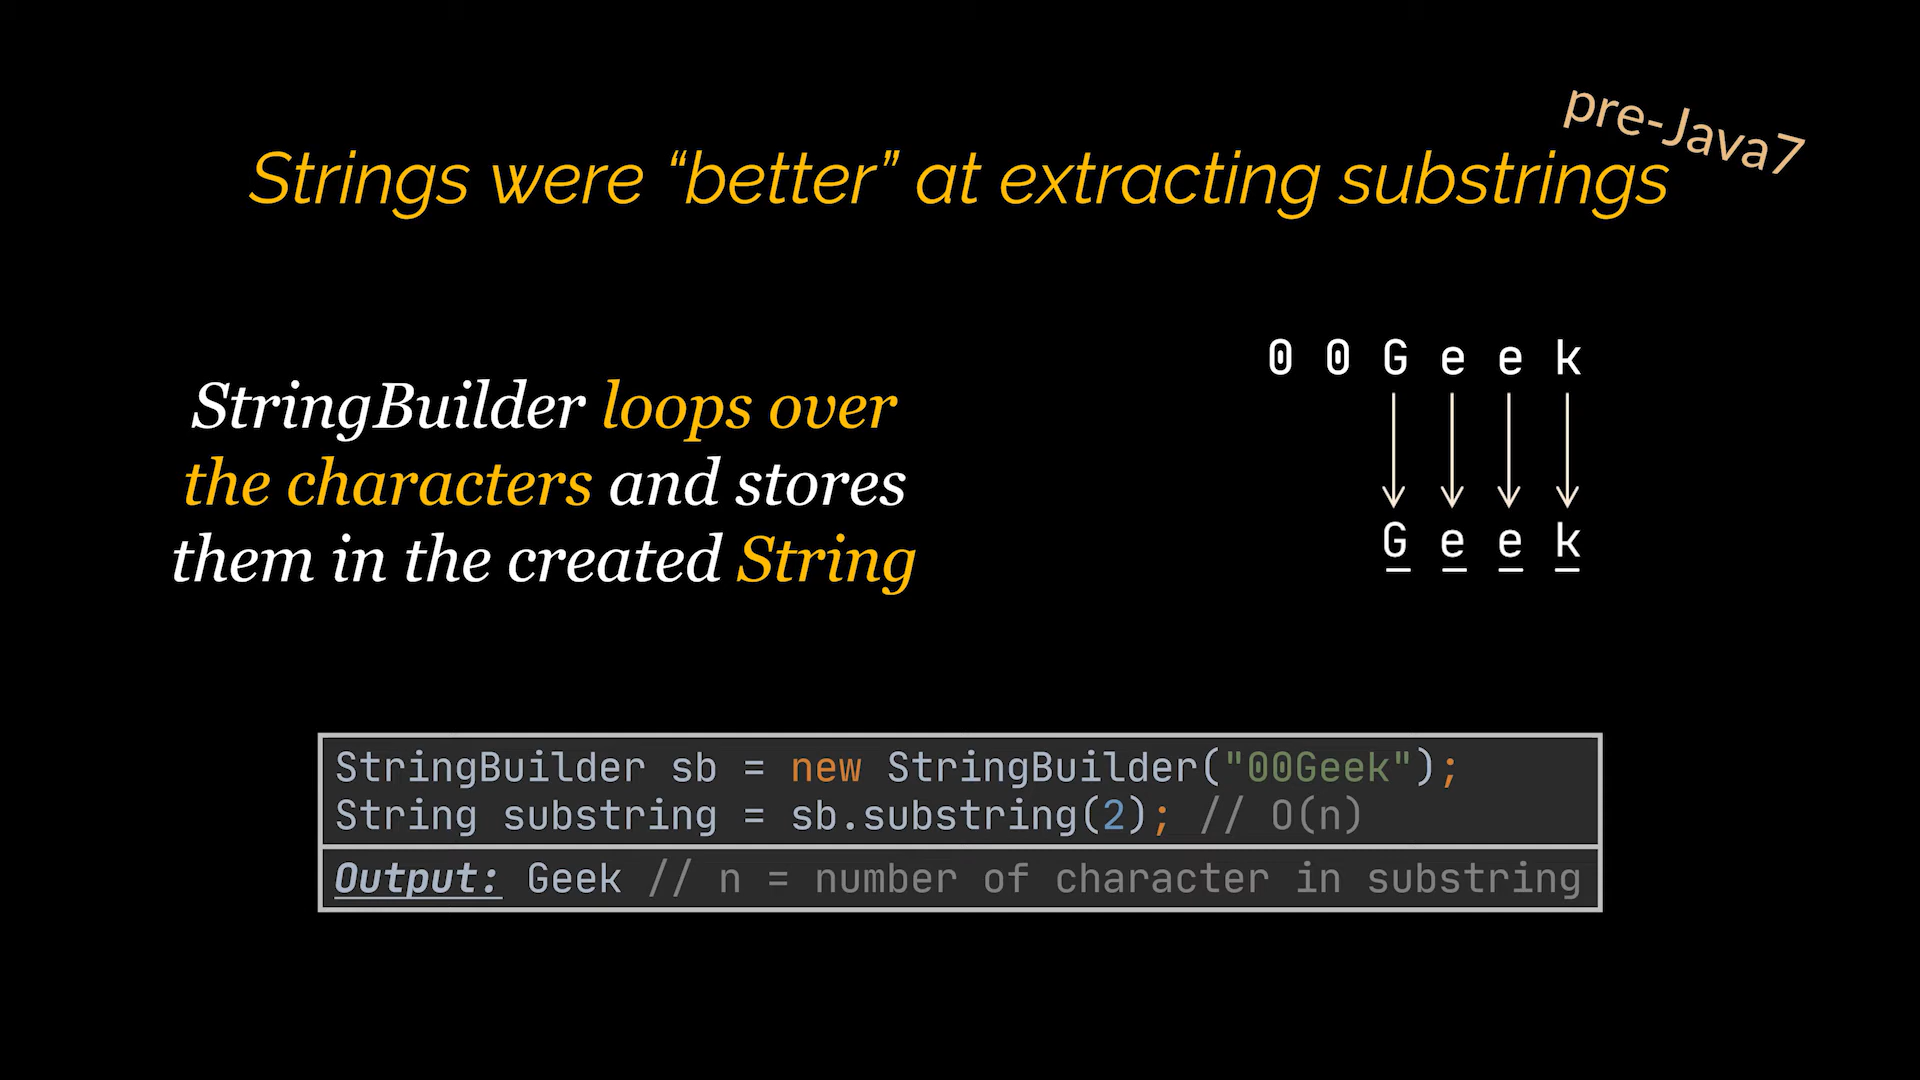 pre-Java7
Strings were “better” at extracting substrings
StringBuilder loops over
the characters and stores
them in the created String
0 0 G e e k
G e e k
StringBuilder sb = new StringBuilder("00Geek");
String substring = sb.substring(2); // O(n)
Output: Geek // n = number of character in substring